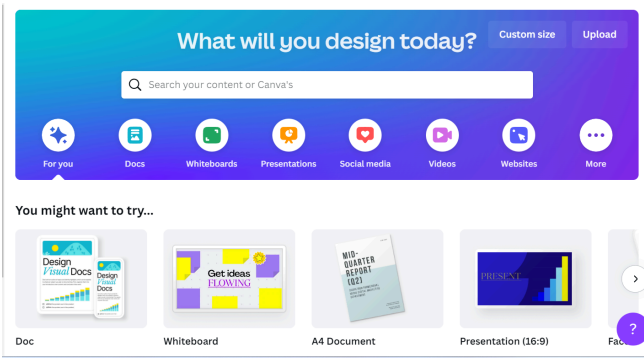 What will you design today?
Custom size
Upload
Search your content or Canva's
For you
Docs
Whiteboards
Presentations
Social media
Videos
Websites
More
You might want to try...
Design
Visual Docs
Design
Visual
Docs
Get ideas
FLOWING
MID-
QUARTER
REPORT
(Q2)
PRESENT
?
Doc
Whiteboard
A4 Document
Presentation (16:9)